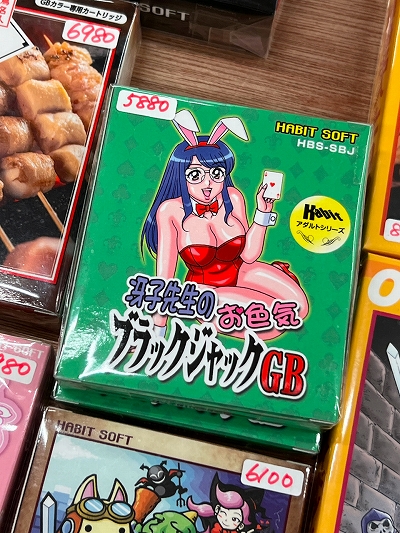 GBカラー専用カートリッジ
6980
SOFT
5880
HABIT SOFT
HBS-SBJ
Habit
アダルトシリーズ
冴子先生の
お色気
ブラックジャックGB
980
HABIT SOFT
6100